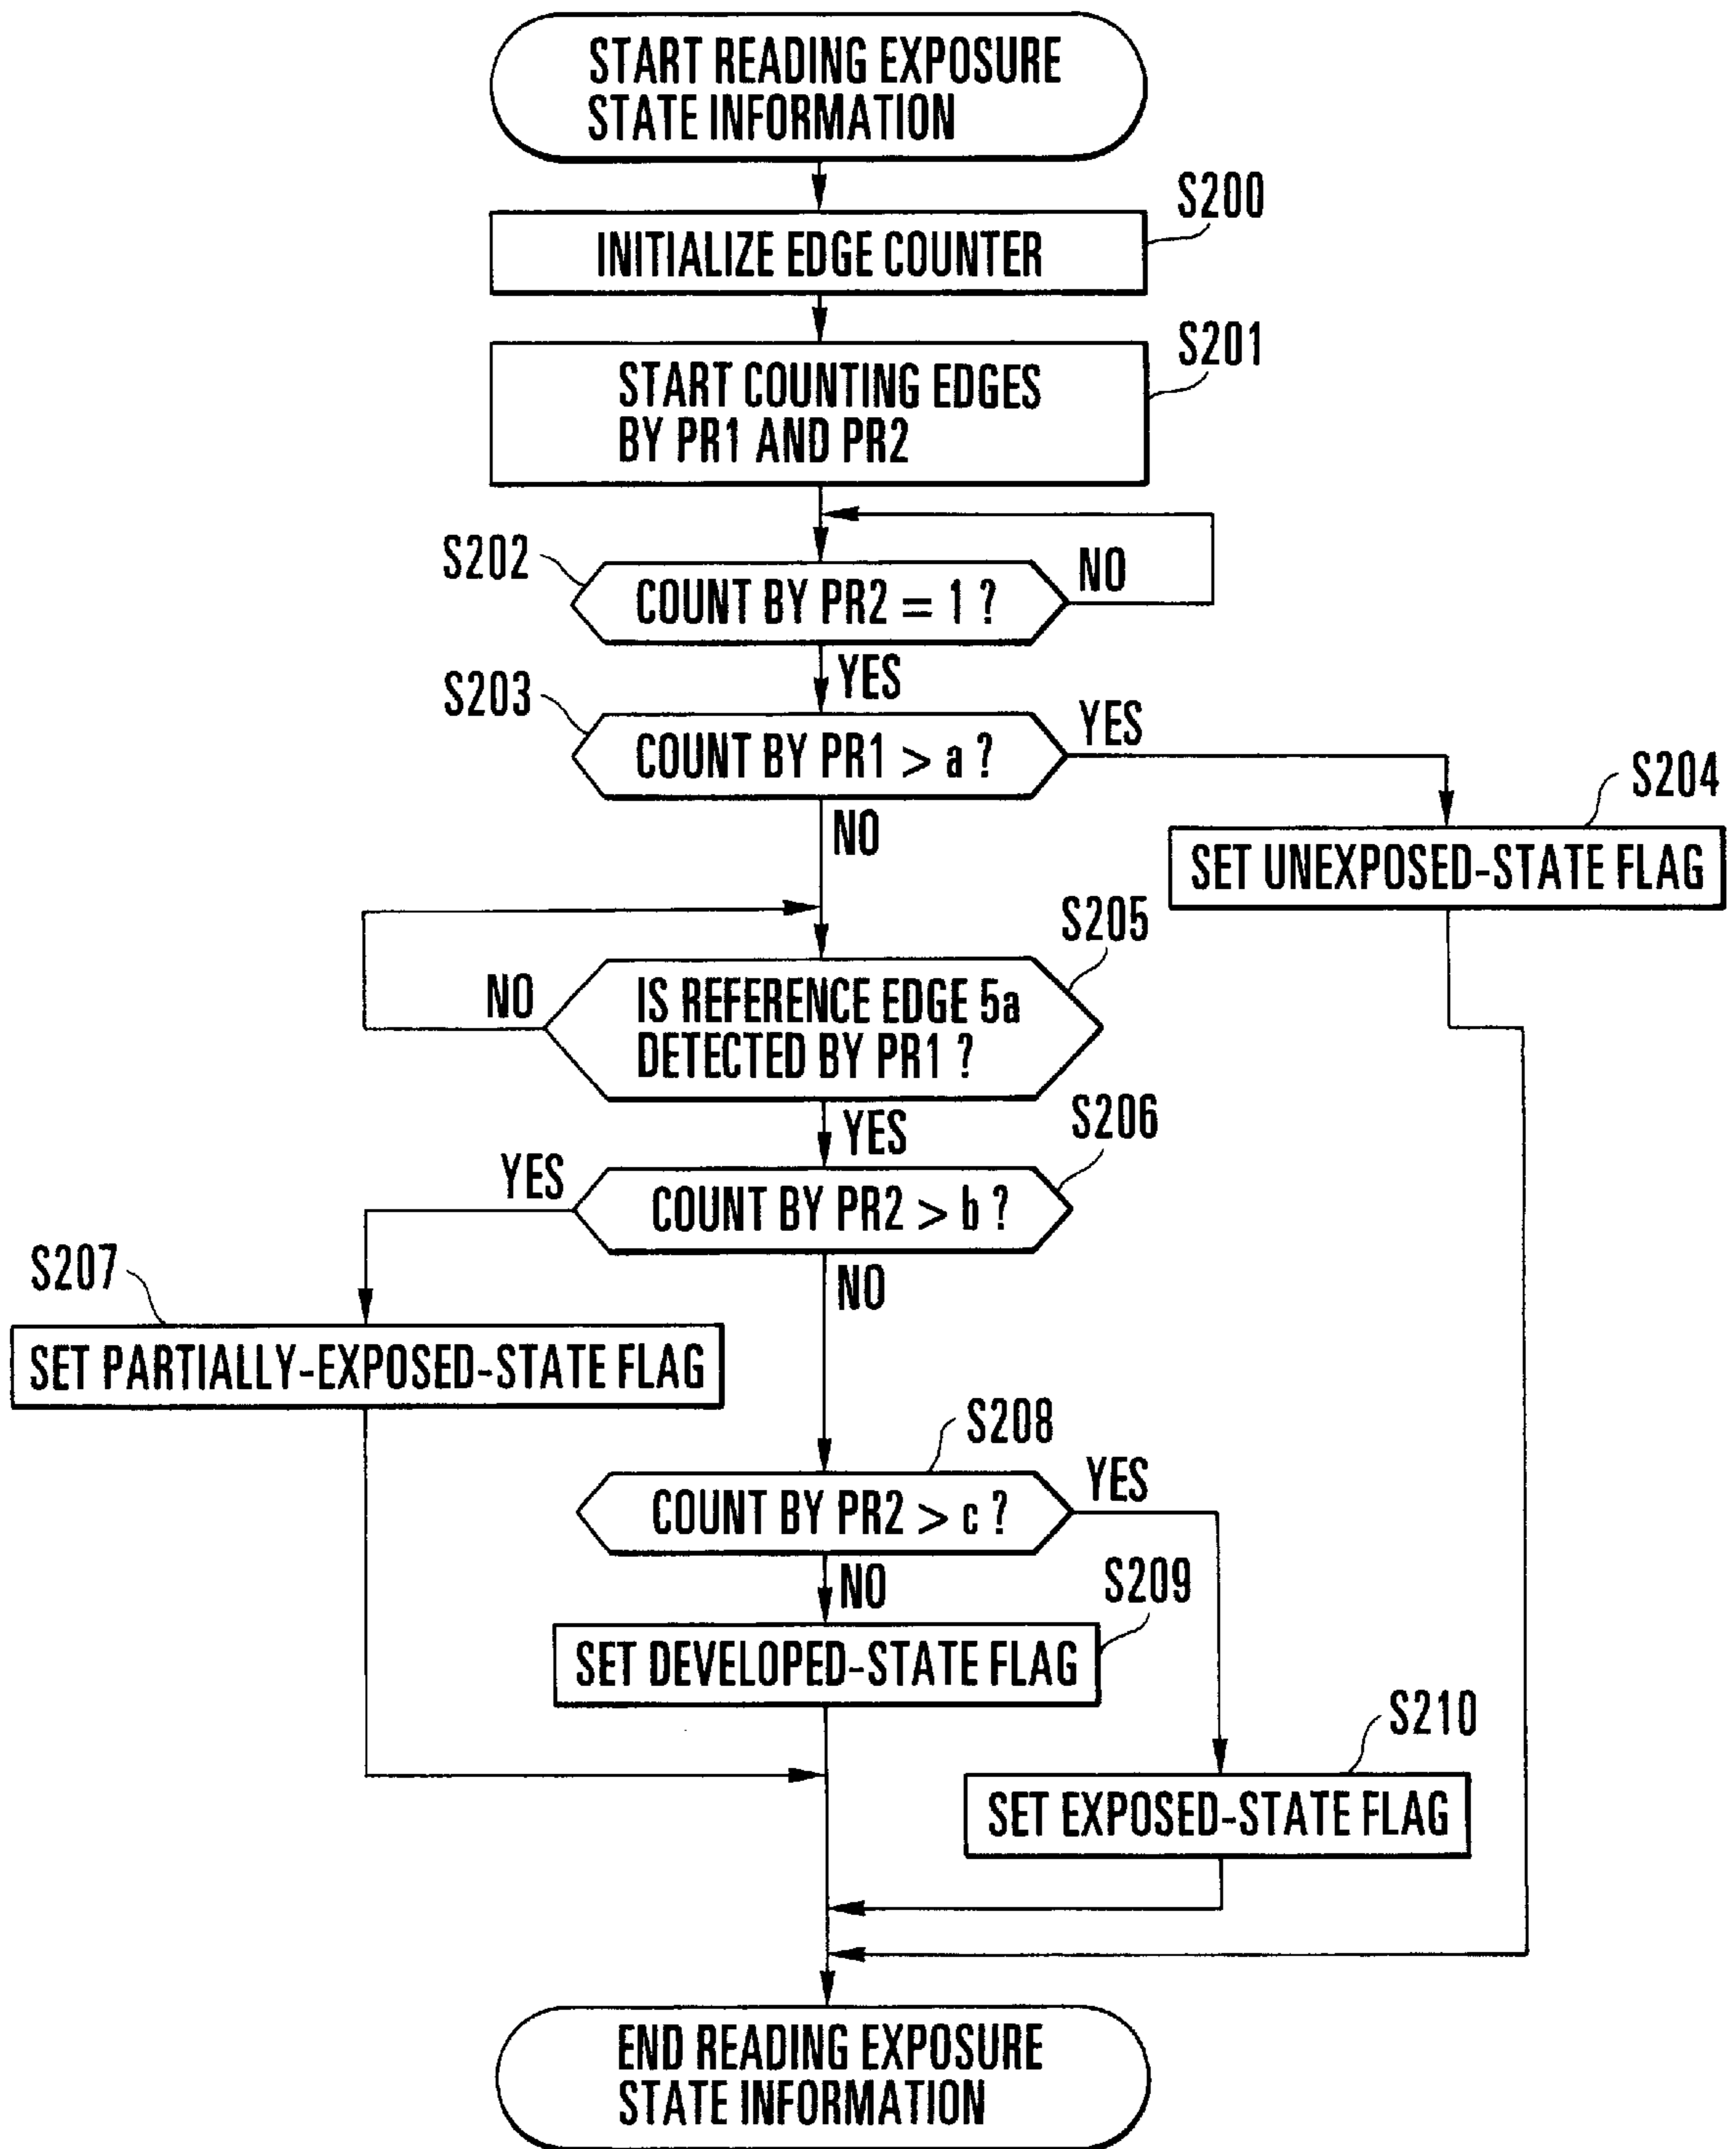 START READING EXPOSURE
STATE INFORMATION
S200
INITIALIZE EDGE COUNTER
S201
START COUNTING EDGES
BY PR1 AND PR2
S202
COUNT BY PR2 = 1 ?
NO
YES
S203
COUNT BY PR1 > a ?
YES
NO
S204
SET UNEXPOSED-STATE FLAG
S205
NO
IS REFERENCE EDGE 5a
DETECTED BY PR1 ?
YES
S206
YES
COUNT BY PR2 > b ?
NO
S207
SET PARTIALLY-EXPOSED-STATE FLAG
S208
COUNT BY PR2 > c ?
YES
NO
S209
SET DEVELOPED-STATE FLAG
S210
SET EXPOSED-STATE FLAG
END READING EXPOSURE
STATE INFORMATION